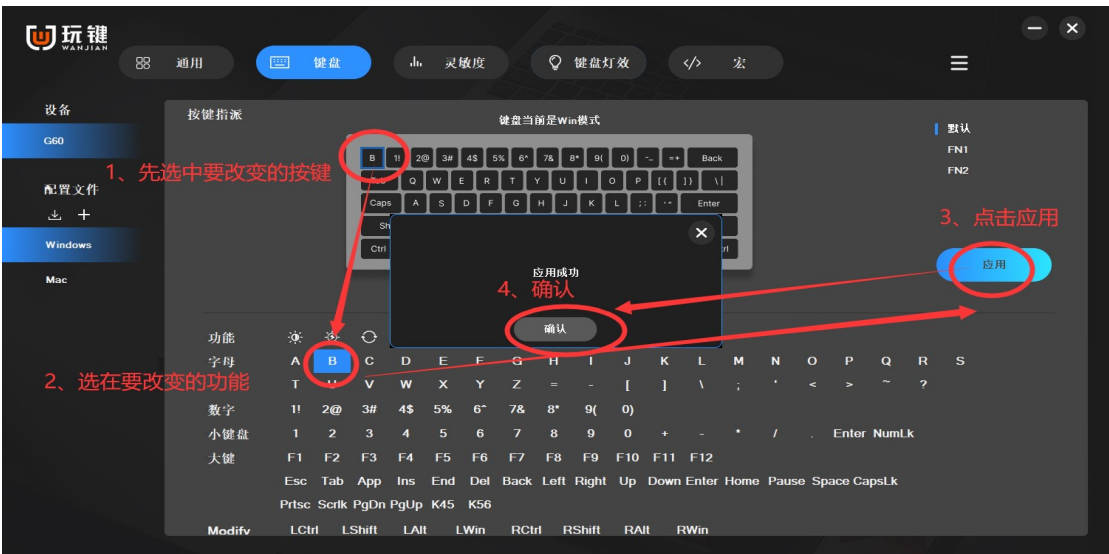 玩键
WANJIAN
通用 键盘 灵敏度 键盘灯效 </> 宏
设备
G60
配置文件
Windows
Mac
按键指派
键盘当前是Win模式
默认
FN1
FN2
B 1! 2@ 3# 4$ 5% 6^ 7& 8* 9( 0) -_ =+ Back
Tab Q W E R T Y U I O P [{ ]} \|
Caps A S D F G H J K L ;: '" Enter
Sh
Ctrl rl
1、先选中要改变的按键
3、点击应用
应用
应用成功
4、确认
确认
2、选在要改变的功能
功能
字母 A B C D E F G H I J K L M N O P Q R S
T U V W X Y Z = - [ ] \ ; ' < > ~ ?
数字 1! 2@ 3# 4$ 5% 6^ 7& 8* 9( 0)
小键盘 1 2 3 4 5 6 7 8 9 0 + - * / . Enter NumLk
大键 F1 F2 F3 F4 F5 F6 F7 F8 F9 F10 F11 F12
Esc Tab App Ins End Del Back Left Right Up Down Enter Home Pause Space CapsLk
Prtsc Scrlk PgDn PgUp K45 K56
Modify LCtrl LShift LAlt LWin RCtrl RShift RAlt RWin